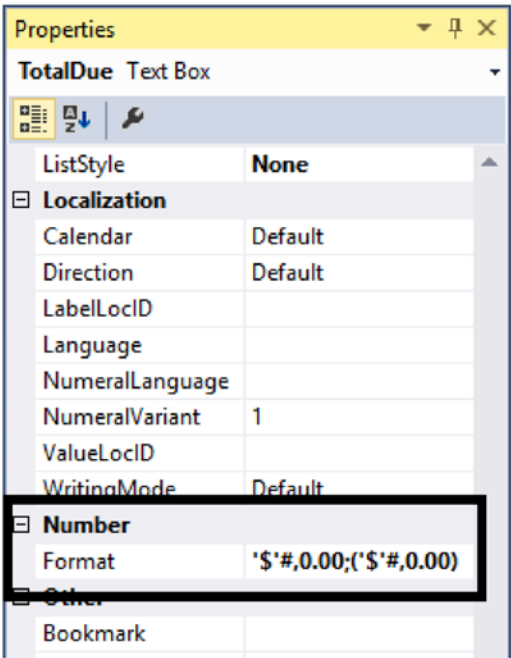 Properties
TotalDue Text Box
ListStyle None
Localization
Calendar Default
Direction Default
LabelLocID
Language
NumeralLanguage
NumeralVariant 1
ValueLocID
WritingMode Default
Number
Format '$'#,0.00;('$'#,0.00)
Other
Bookmark